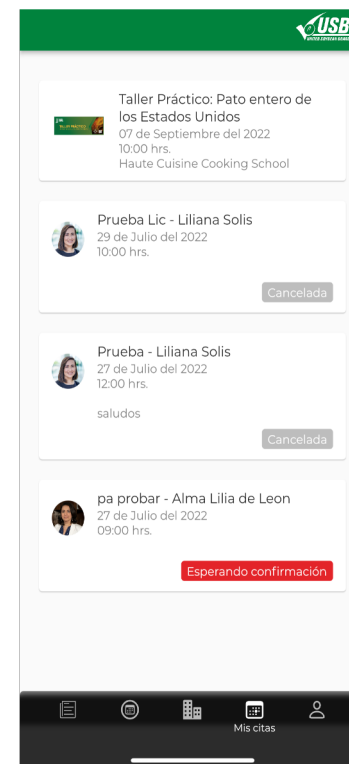 USB
Taller Práctico: Pato entero de
los Estados Unidos
07 de Septiembre del 2022
10:00 hrs.
Haute Cuisine Cooking School
TALLER PRÁCTICO
Prueba Lic - Liliana Solis
29 de Julio del 2022
10:00 hrs.
Cancelada
Prueba - Liliana Solis
27 de Julio del 2022
12:00 hrs.
saludos
Cancelada
pa probar - Alma Lilia de Leon
27 de Julio del 2022
09:00 hrs.
Esperando confirmación
Mis citas